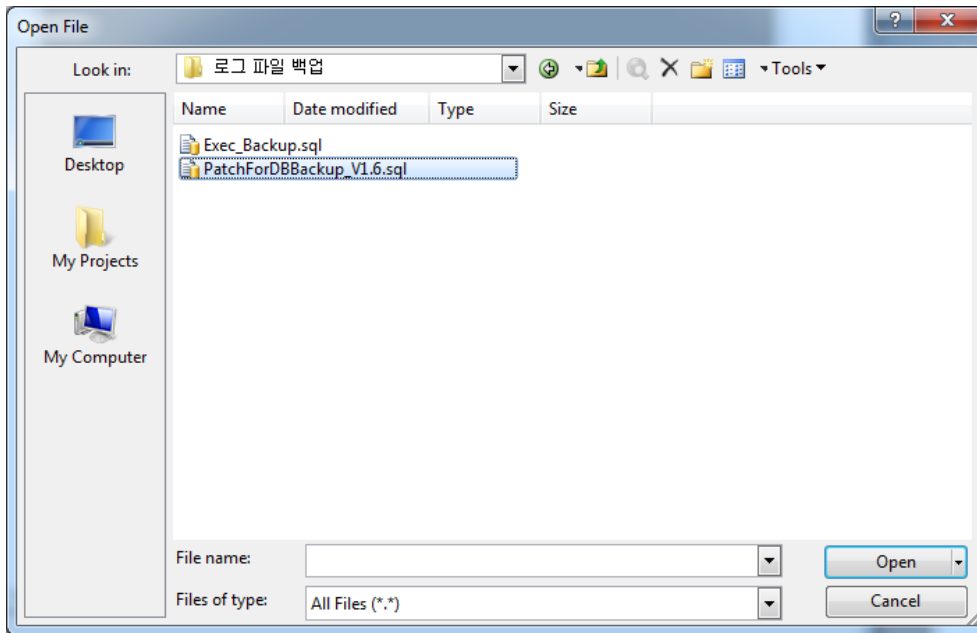 Open File
?
X
Look in:
로그 파일 백업
Tools
Name Date modified Type Size
Desktop
My Projects
My Computer
Exec_Backup.sql
PatchForDBBackup_V1.6.sql
File name:
Open
Files of type:
All Files (*.*)
Cancel